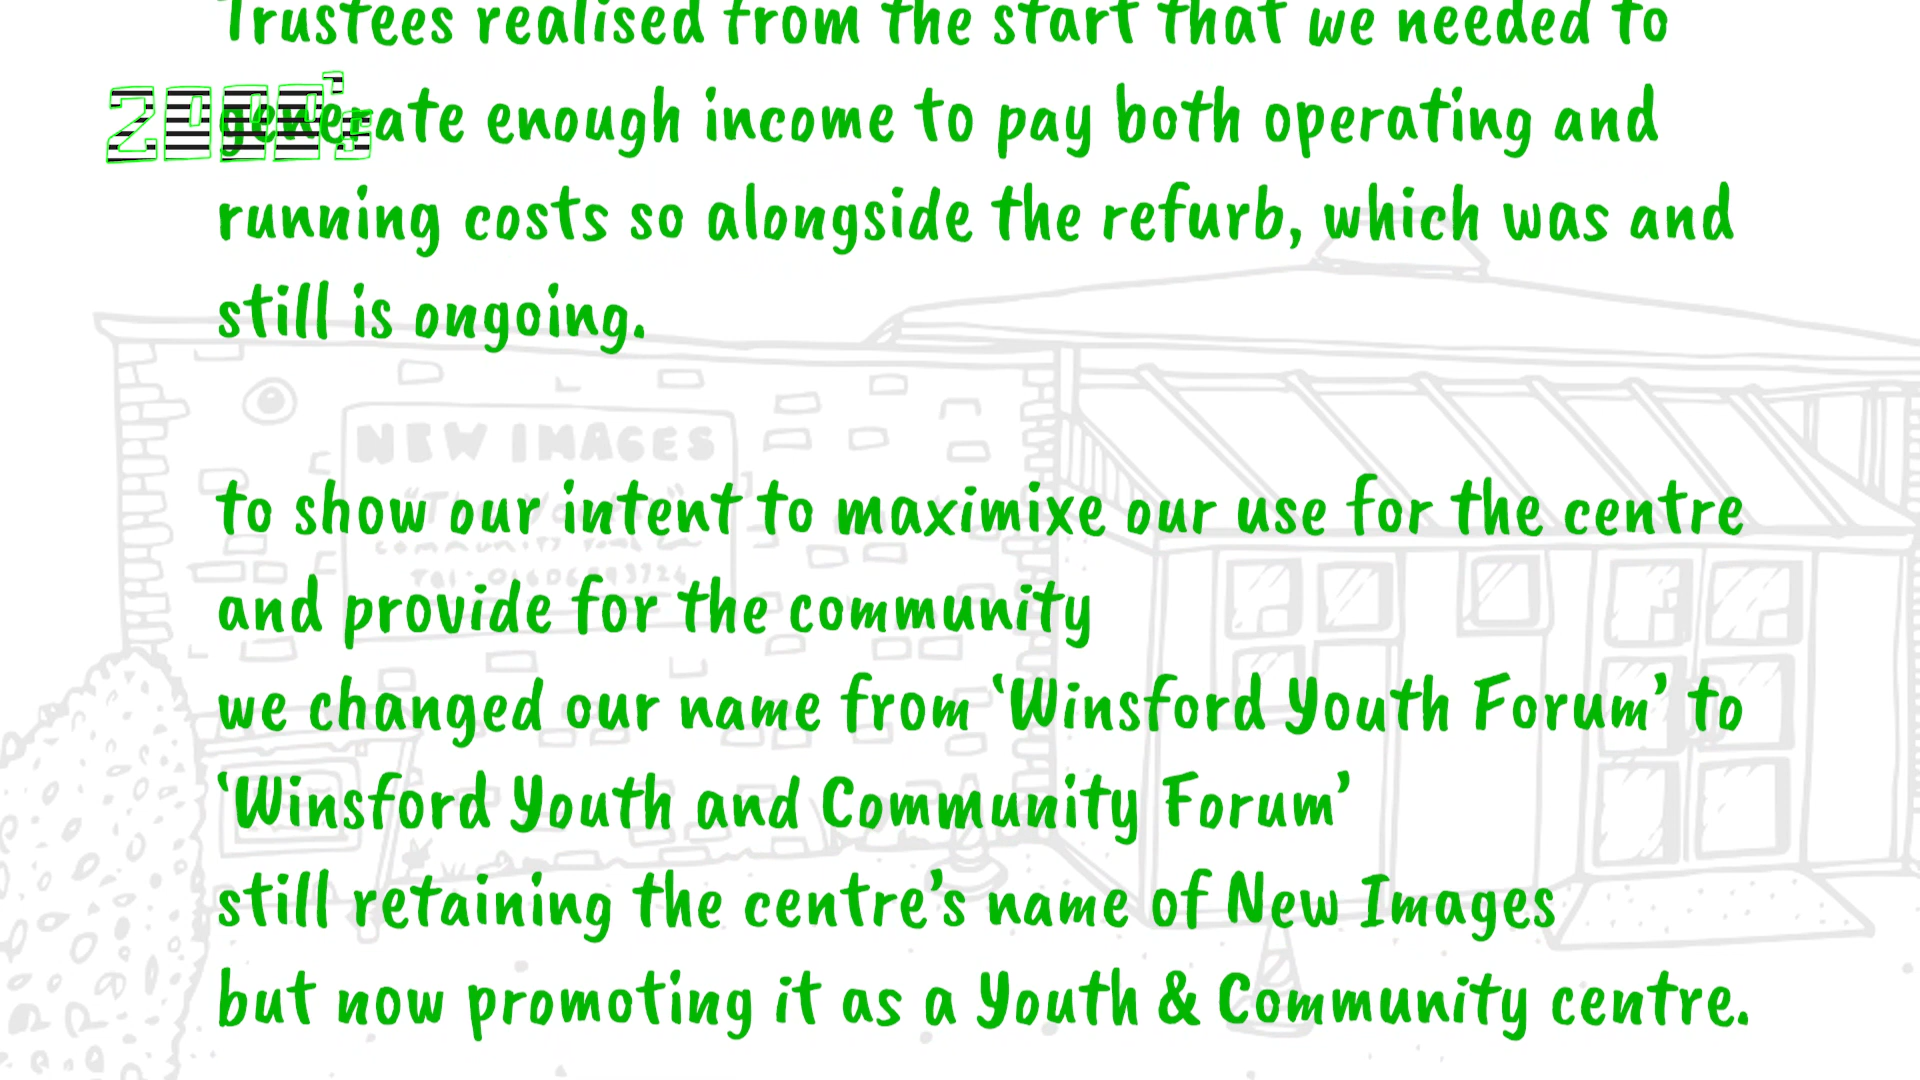 Trustees realised from the start that we needed to
2000's
generate enough income to pay both operating and
running costs so alongside the refurb, which was and
still is ongoing.
NEW IMAGES
to show our intent to maximixe our use for the centre
and provide for the community
we changed our name from ‘Winsford Youth Forum’ to
‘Winsford Youth and Community Forum’
still retaining the centre’s name of New Images
but now promoting it as a Youth & Community centre.